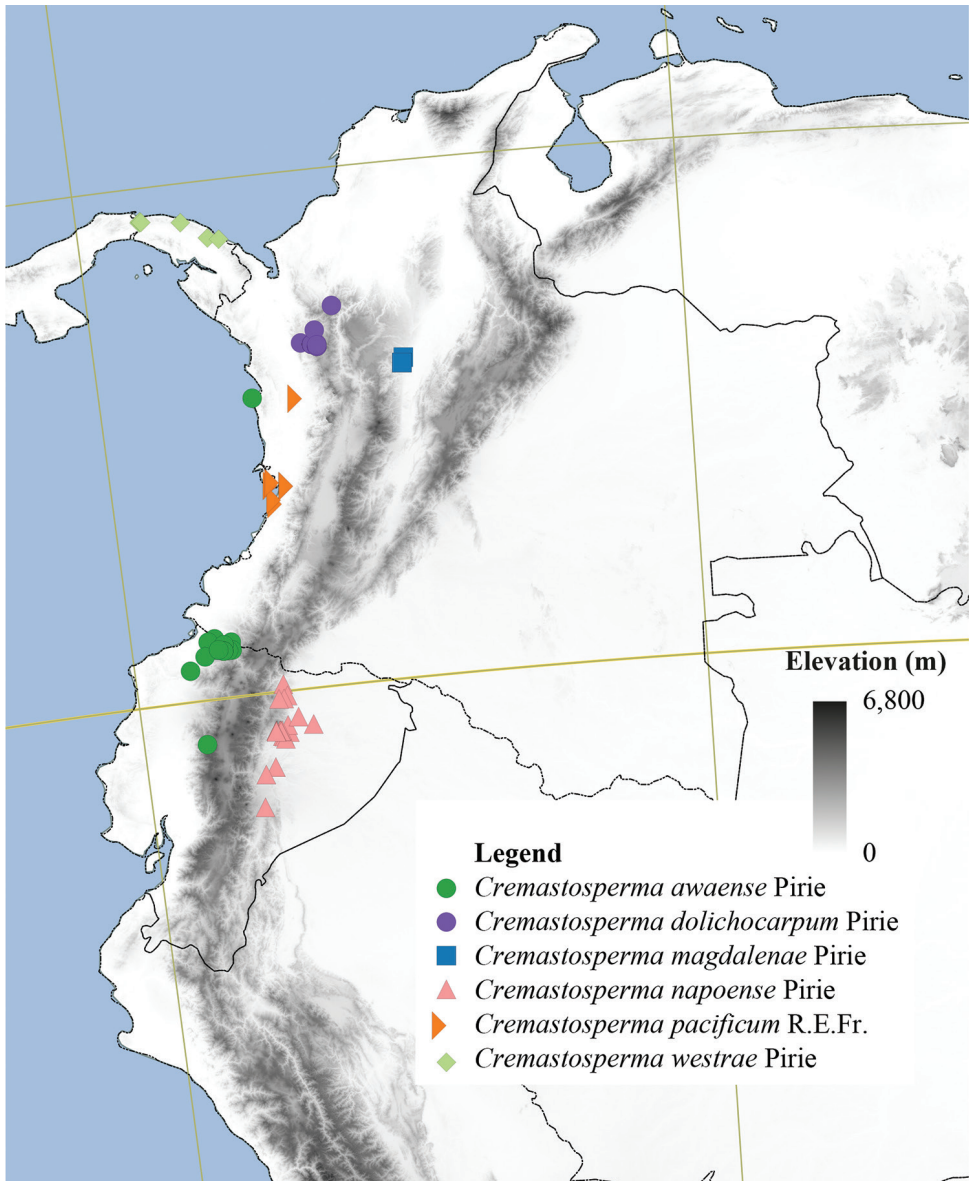 Elevation (m)
6,800
0
Legend
Cremastosperma awaense Pirie
Cremastosperma dolichocarpum Pirie
Cremastosperma magdalenae Pirie
Cremastosperma napoense Pirie
Cremastosperma pacificum R.E.Fr.
Cremastosperma westrae Pirie